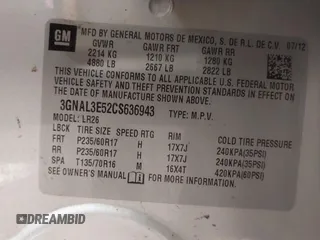 GM
MFD BY GENERAL MOTORS DE MEXICO, S. DE R.L. DE C.V. 07/12
GVWR GAWR FRT GAWR RR
2214 KG 1210 KG 1280 KG
4880 LB 2667 LB 2822 LB
THIS VEHICLE CONFORMS TO ALL APPLICABLE U.S. FEDERAL MOTOR
VEHICLE SAFETY, BUMPER, AND THEFT PREVENTION STANDARDS
IN EFFECT ON THE DATE OF MANUFACTURE SHOWN ABOVE.
3GNAL3E52CS636943 TYPE: M.P.V.
MODEL: LR26
TIRE SIZE SPEED RTG RIM COLD TIRE PRESSURE
FRT P235/60R17 H 17X7J 240KPA(35PSI)
RR P235/60R17 H 17X7J 240KPA(35PSI)
SPA T135/70R16 M 16X4T 420KPA(60PSI)
SEE OWNER'S MANUAL FOR ADDITIONAL INFORMATION.
DREAMBID